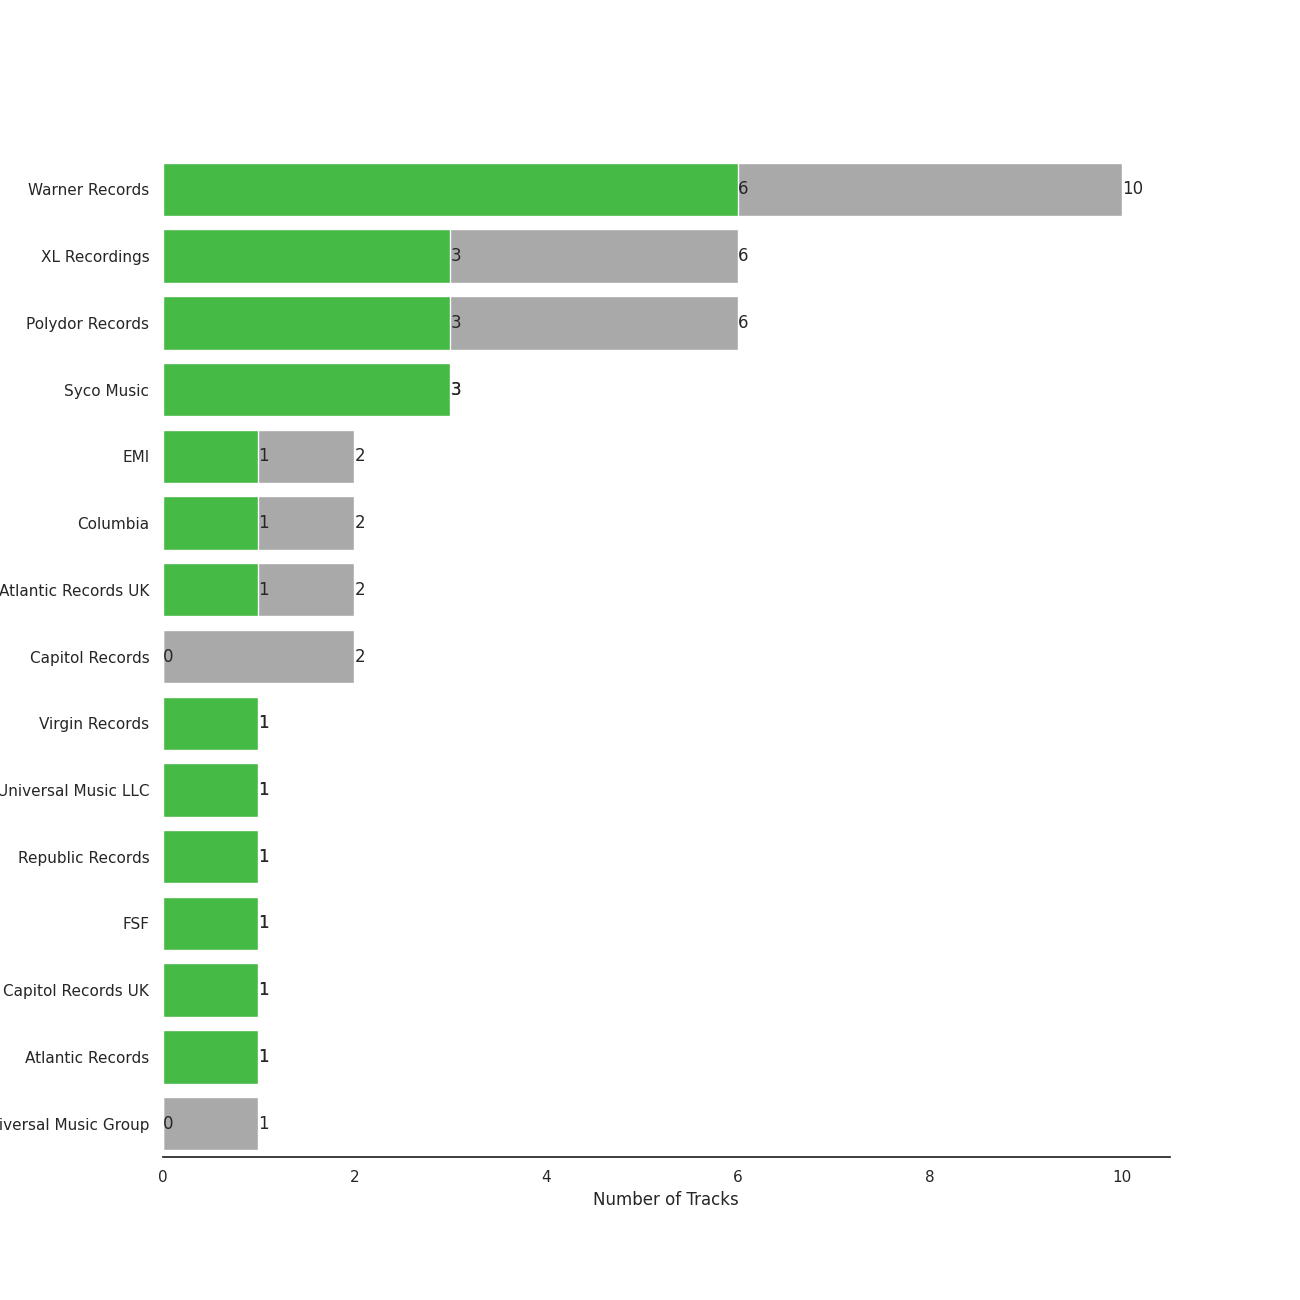 Warner Records 6 10
XL Recordings 3 6
Polydor Records 3 6
Syco Music 3
EMI 1 2
Columbia 1 2
Atlantic Records UK 1 2
Capitol Records 0 2
Virgin Records 1
Universal Music LLC 1
Republic Records 1
FSF 1
Capitol Records UK 1
Atlantic Records 1
iversal Music Group 0 1
0 2 4 6 8 10
Number of Tracks